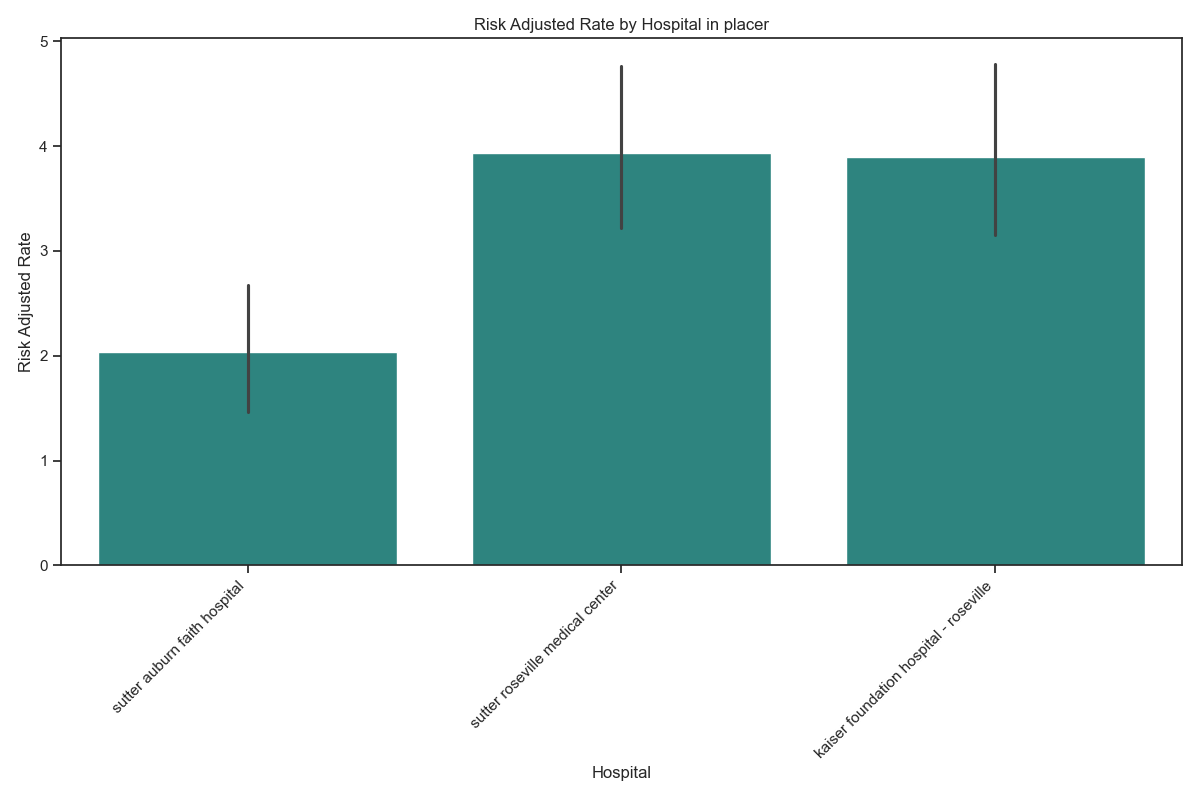 Risk Adjusted Rate by Hospital in placer
5
4
3
2
1
0
Risk Adjusted Rate
sutter auburn faith hospital
sutter roseville medical center
kaiser foundation hospital - roseville
Hospital